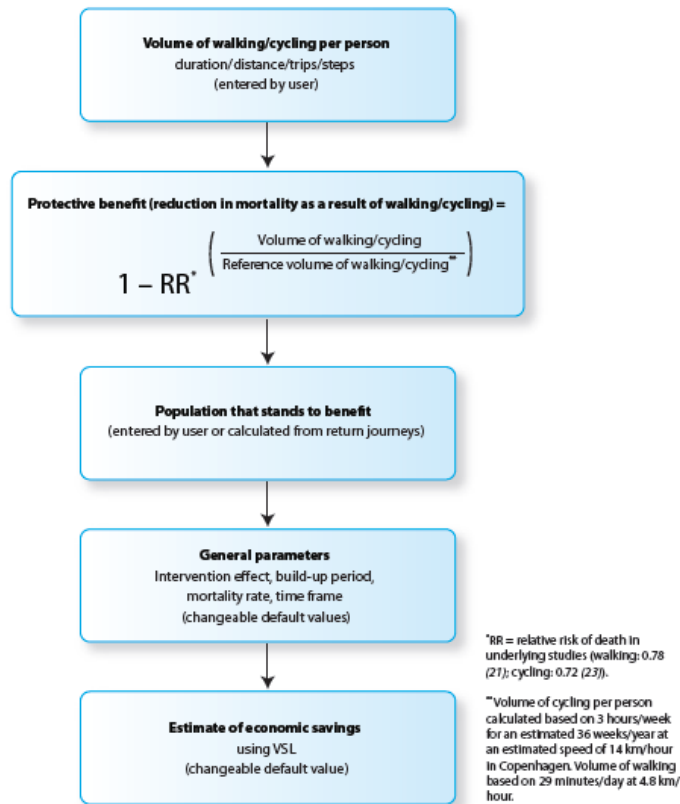 Volume of walking/cycling per person
duration/distance/trips/steps
(entered by user)
Protective benefit (reduction in mortality as a result of walking/cycling) =
1 – RR* ( Volume of walking/cycling
Reference volume of walking/cycling** )
Population that stands to benefit
(entered by user or calculated from return journeys)
General parameters
Intervention effect, build-up period,
mortality rate, time frame
(changeable default values)
Estimate of economic savings
using VSL
(changeable default value)
*RR = relative risk of death in
underlying studies (walking: 0.78
(21); cycling: 0.72 (23)).
**Volume of cycling per person
calculated based on 3 hours/week
for an estimated 36 weeks/year at
an estimated speed of 14 km/hour
in Copenhagen. Volume of walking
based on 29 minutes/day at 4.8 km/
hour.